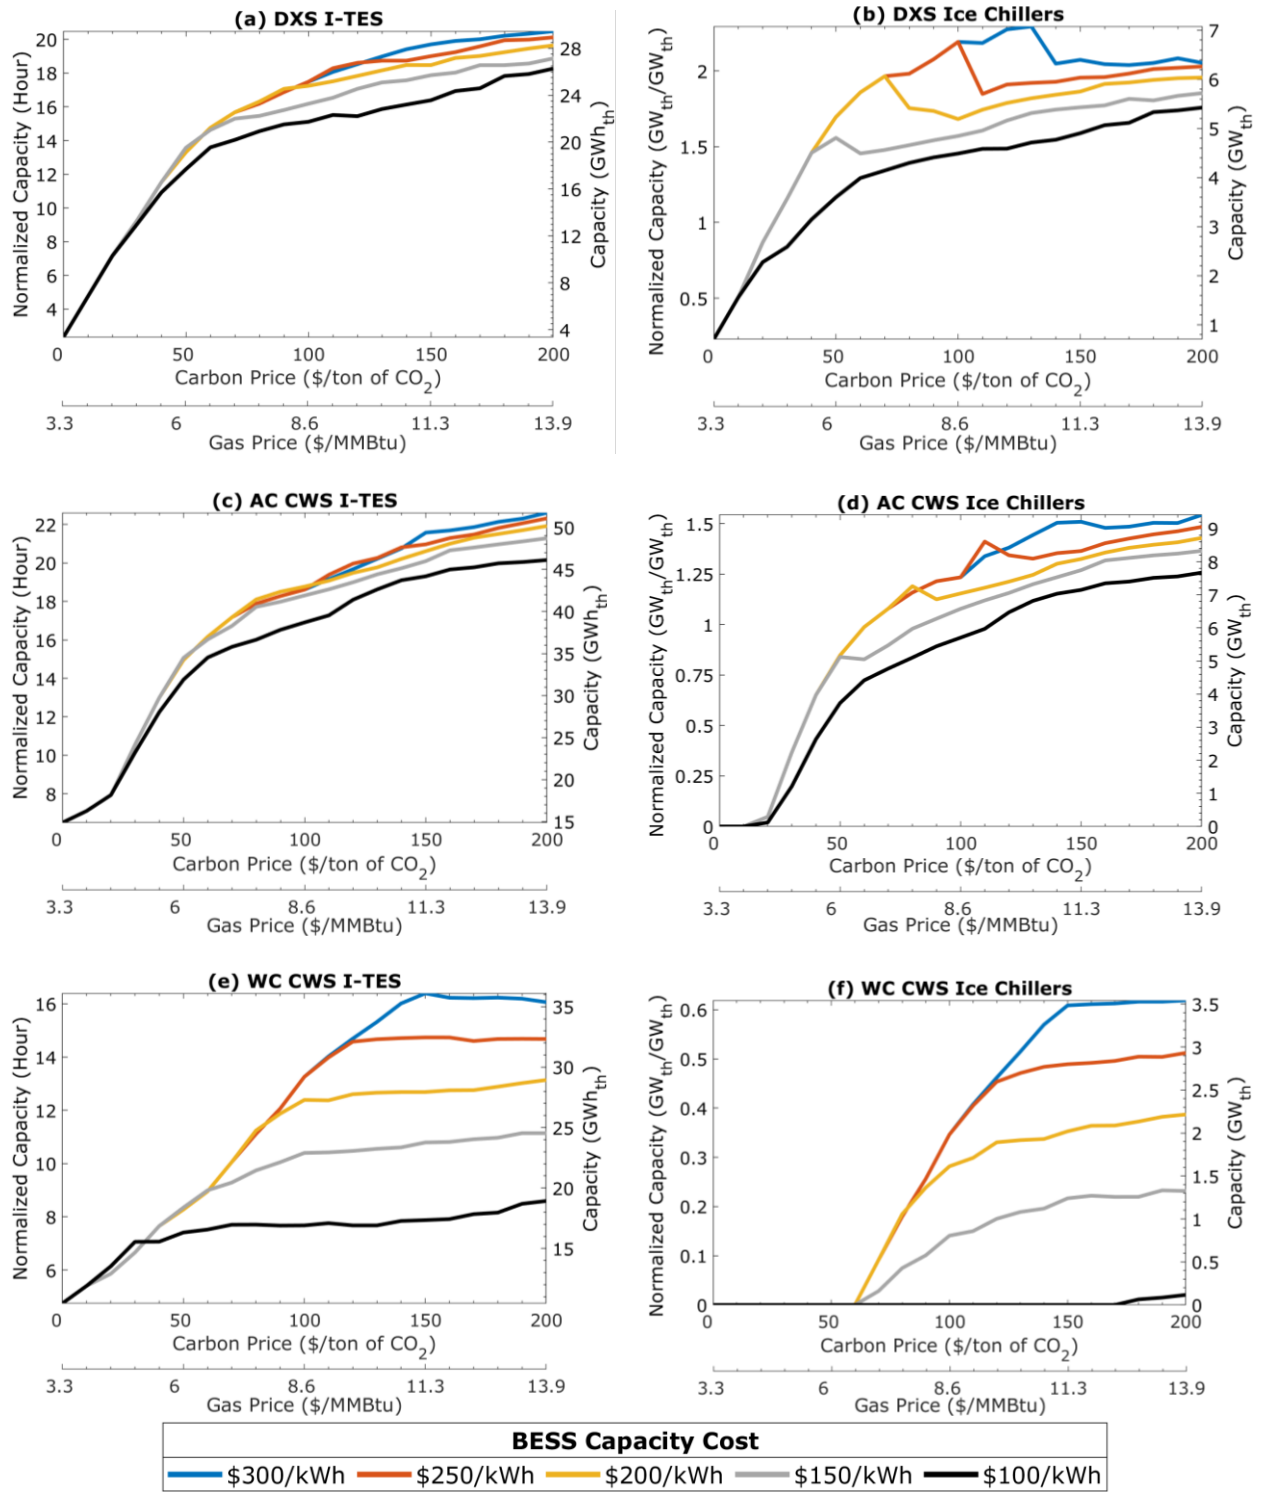 (a) DXS I-TES
Normalized Capacity (Hour)
20
18
16
14
12
10
8
6
4
28
24
20
16
12
8
4
Capacity (GWh_th)
0 50 100 150 200
Carbon Price ($/ton of CO₂)
3.3 6 8.6 11.3 13.9
Gas Price ($/MMBtu)
(b) DXS Ice Chillers
Normalized Capacity (GW_th/GW_th)
2
1.5
1
0.5
7
6
5
4
3
2
1
Capacity (GW_th)
0 50 100 150 200
Carbon Price ($/ton of CO₂)
3.3 6 8.6 11.3 13.9
Gas Price ($/MMBtu)
(c) AC CWS I-TES
Normalized Capacity (Hour)
22
20
18
16
14
12
10
8
50
45
40
35
30
25
20
15
Capacity (GWh_th)
0 50 100 150 200
Carbon Price ($/ton of CO₂)
3.3 6 8.6 11.3 13.9
Gas Price ($/MMBtu)
(d) AC CWS Ice Chillers
Normalized Capacity (GW_th/GW_th)
1.5
1.25
1
0.75
0.5
0.25
0
9
8
7
6
5
4
3
2
1
0
Capacity (GW_th)
0 50 100 150 200
Carbon Price ($/ton of CO₂)
3.3 6 8.6 11.3 13.9
Gas Price ($/MMBtu)
(e) WC CWS I-TES
Normalized Capacity (Hour)
16
14
12
10
8
6
35
30
25
20
15
Capacity (GWh_th)
0 50 100 150 200
Carbon Price ($/ton of CO₂)
3.3 6 8.6 11.3 13.9
Gas Price ($/MMBtu)
(f) WC CWS Ice Chillers
Normalized Capacity (GW_th/GW_th)
0.6
0.5
0.4
0.3
0.2
0.1
0
3.5
3
2.5
2
1.5
1
0.5
0
Capacity (GW_th)
0 50 100 150 200
Carbon Price ($/ton of CO₂)
3.3 6 8.6 11.3 13.9
Gas Price ($/MMBtu)
BESS Capacity Cost
$300/kWh $250/kWh $200/kWh $150/kWh $100/kWh